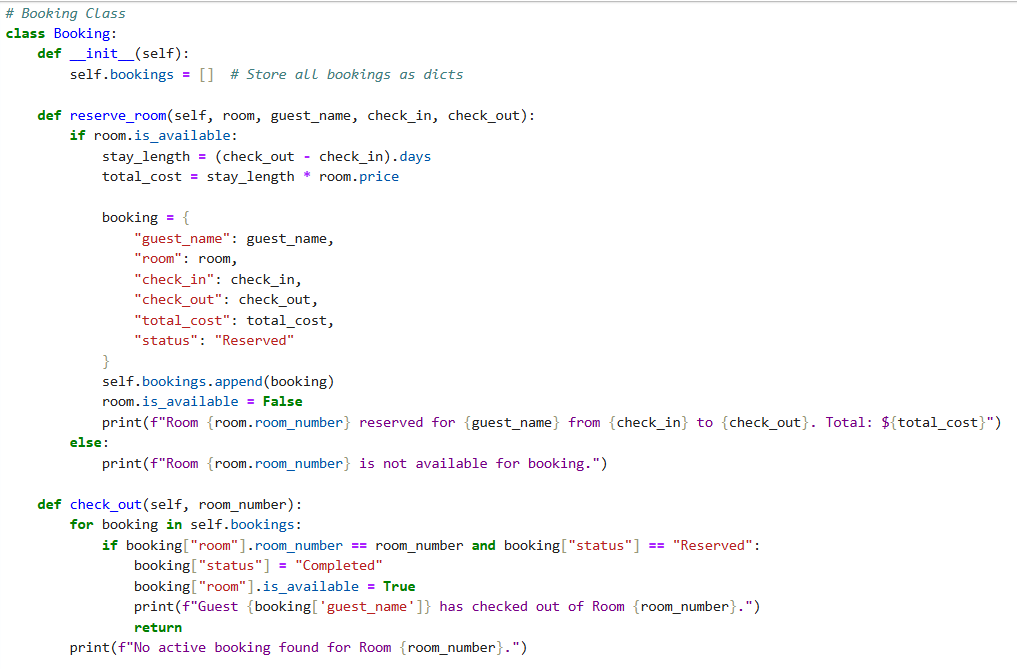 # Booking Class
class Booking:
    def __init__(self):
        self.bookings = []  # Store all bookings as dicts

    def reserve_room(self, room, guest_name, check_in, check_out):
        if room.is_available:
            stay_length = (check_out - check_in).days
            total_cost = stay_length * room.price

            booking = {
                "guest_name": guest_name,
                "room": room,
                "check_in": check_in,
                "check_out": check_out,
                "total_cost": total_cost,
                "status": "Reserved"
            }
            self.bookings.append(booking)
            room.is_available = False
            print(f"Room {room.room_number} reserved for {guest_name} from {check_in} to {check_out}. Total: ${total_cost}")
        else:
            print(f"Room {room.room_number} is not available for booking.")

    def check_out(self, room_number):
        for booking in self.bookings:
            if booking["room"].room_number == room_number and booking["status"] == "Reserved":
                booking["status"] = "Completed"
                booking["room"].is_available = True
                print(f"Guest {booking['guest_name']} has checked out of Room {room_number}.")
                return
        print(f"No active booking found for Room {room_number}.")